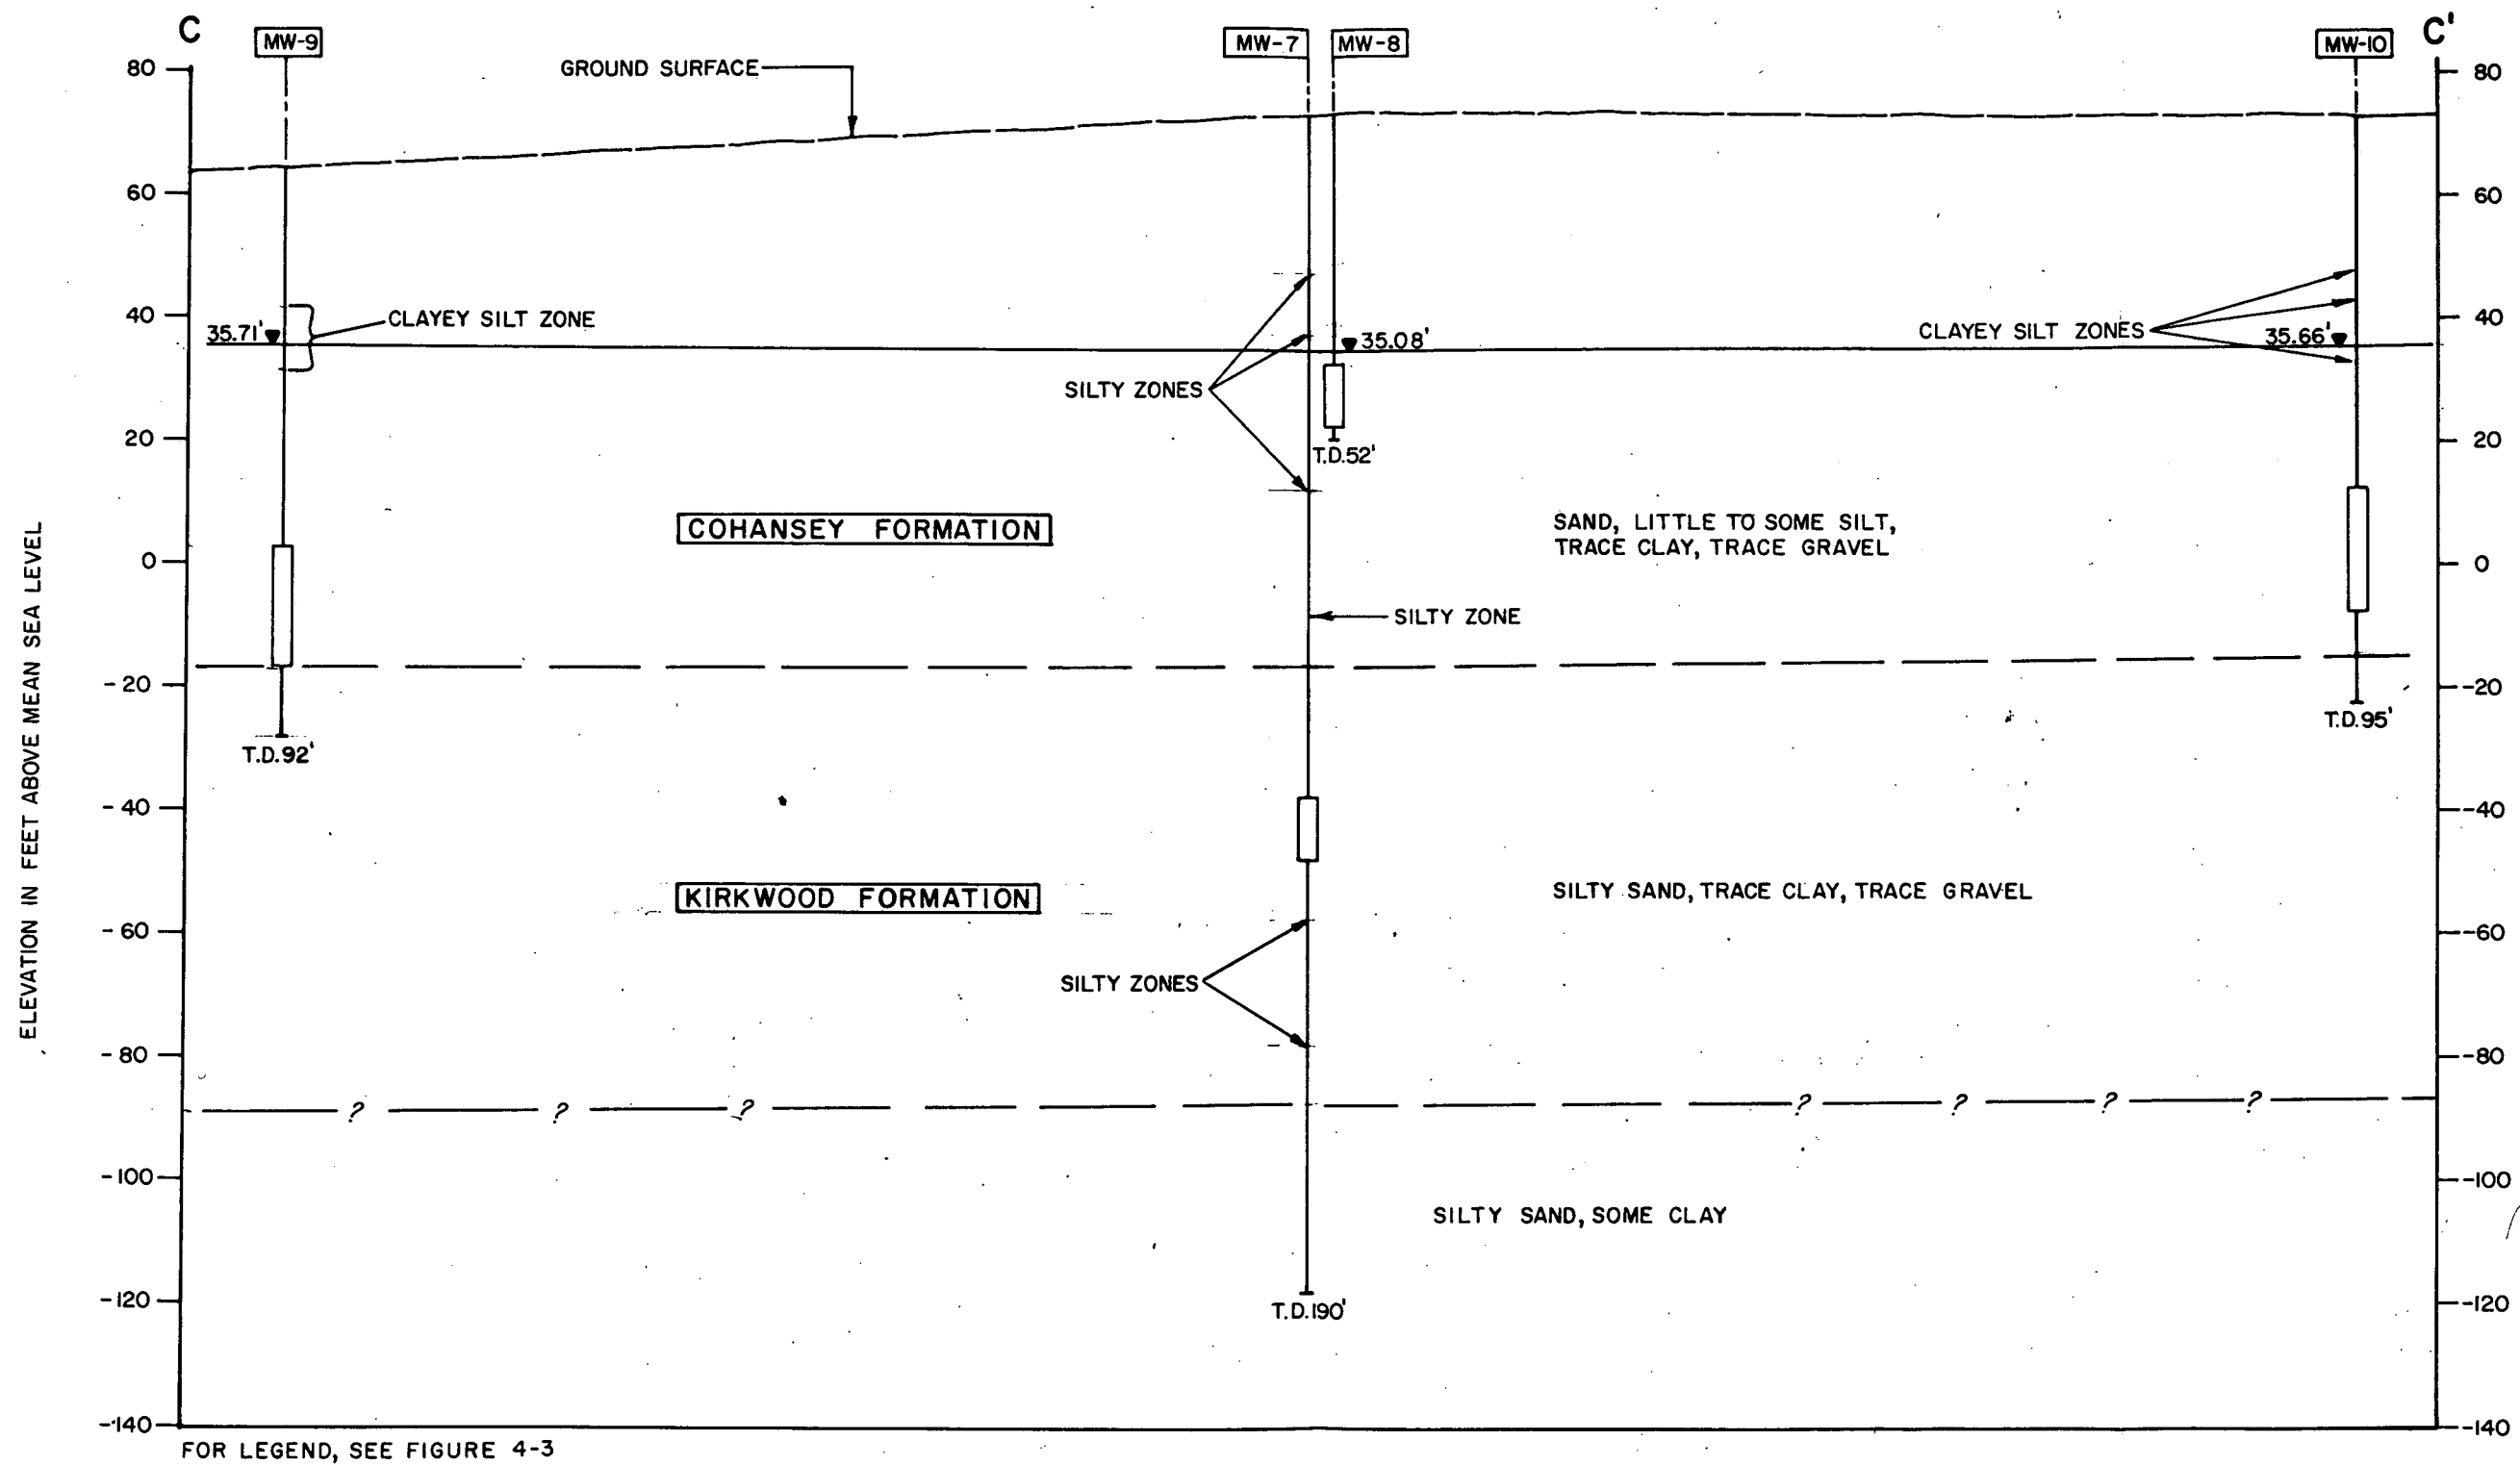 C
C'
MW-9
MW-7
MW-8
MW-10
GROUND SURFACE
80
60
40
20
0
-20
-40
-60
-80
-100
-120
-140
80
60
40
20
0
-20
-40
-60
-80
-100
-120
-140
ELEVATION IN FEET ABOVE MEAN SEA LEVEL
35.71'
CLAYEY SILT ZONE
35.08'
CLAYEY SILT ZONES
35.66'
SILTY ZONES
T.D.52'
COHANSEY FORMATION
SAND, LITTLE TO SOME SILT,
TRACE CLAY, TRACE GRAVEL
SILTY ZONE
T.D.92'
T.D.95'
KIRKWOOD FORMATION
SILTY SAND, TRACE CLAY, TRACE GRAVEL
SILTY ZONES
? ? ? ? ? ? ?
SILTY SAND, SOME CLAY
T.D.190'
FOR LEGEND, SEE FIGURE 4-3